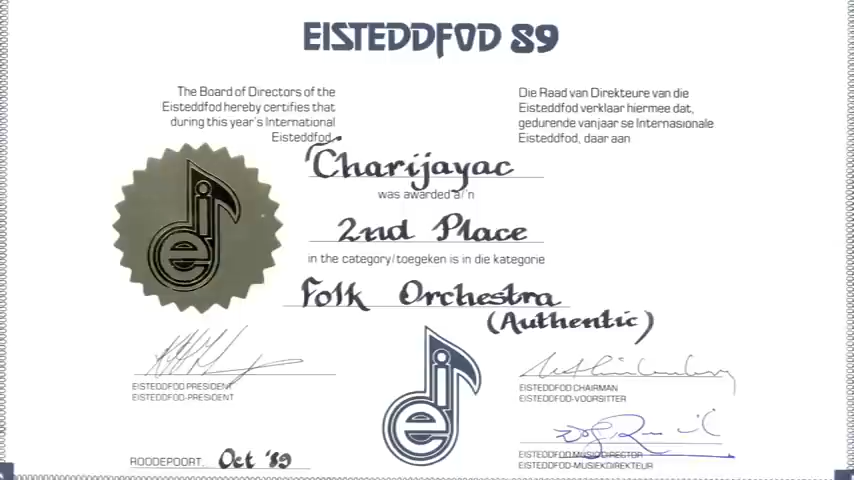 EISTEDDFOD 89
The Board of Directors of the
Eisteddfod hereby certifies that
during this year's International
Eisteddfod,
Die Raad van Direkteure van die
Eisteddfod verklaar hiermee dat,
gedurende vanjaar se Internasionale
Eisteddfod, daar aan
Charijayac
was awarded a/'n
2nd Place
in the category/toegeken is in die kategorie
Folk Orchestra
(Authentic)
EISTEDDFOD PRESIDENT
EISTEDDFOD-PRESIDENT
EISTEDDFOD CHAIRMAN
EISTEDDFOD-VOORSITTER
EISTEDDFOD MUSIC DIRECTOR
EISTEDDFOD-MUSIEKDIREKTEUR
ROODEPOORT, Oct '89